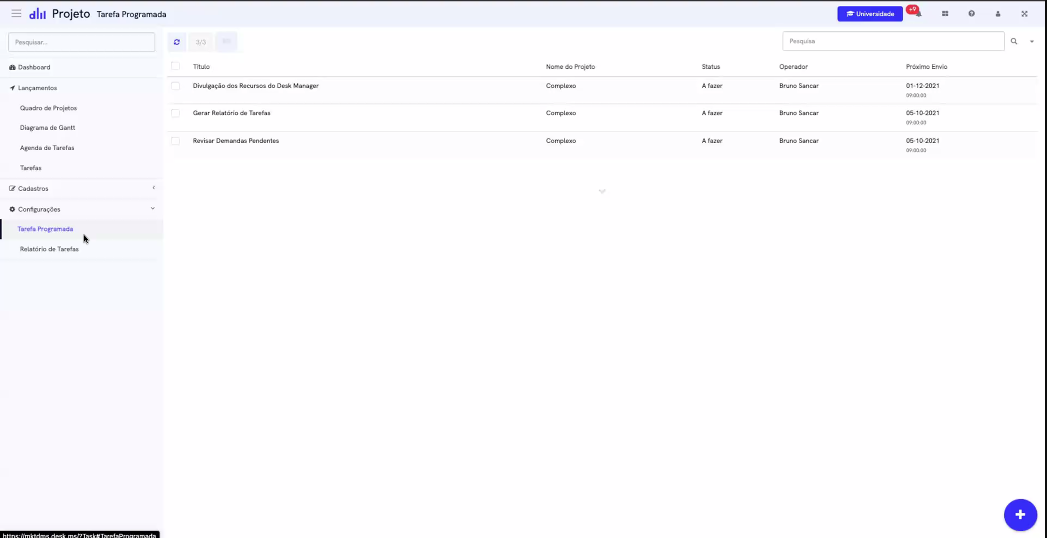 Projeto Tarefa Programada Universidade +9
Pesquisar... 3/3 Pesquisa
Título Nome do Projeto Status Operador Próximo Envio
Divulgação dos Recursos do Desk Manager Complexo A fazer Bruno Sancar 01-12-2021
09:00:00
Gerar Relatório de Tarefas Complexo A fazer Bruno Sancar 05-10-2021
09:00:00
Revisar Demandas Pendentes Complexo A fazer Bruno Sancar 05-10-2021
09:00:00
Dashboard
Lançamentos
Quadro de Projetos
Diagrama de Gantt
Agenda de Tarefas
Tarefas
Cadastros
Configurações
Tarefa Programada
Relatório de Tarefas
https://mktdms.desk.ms/?Task#TarefaProgramada